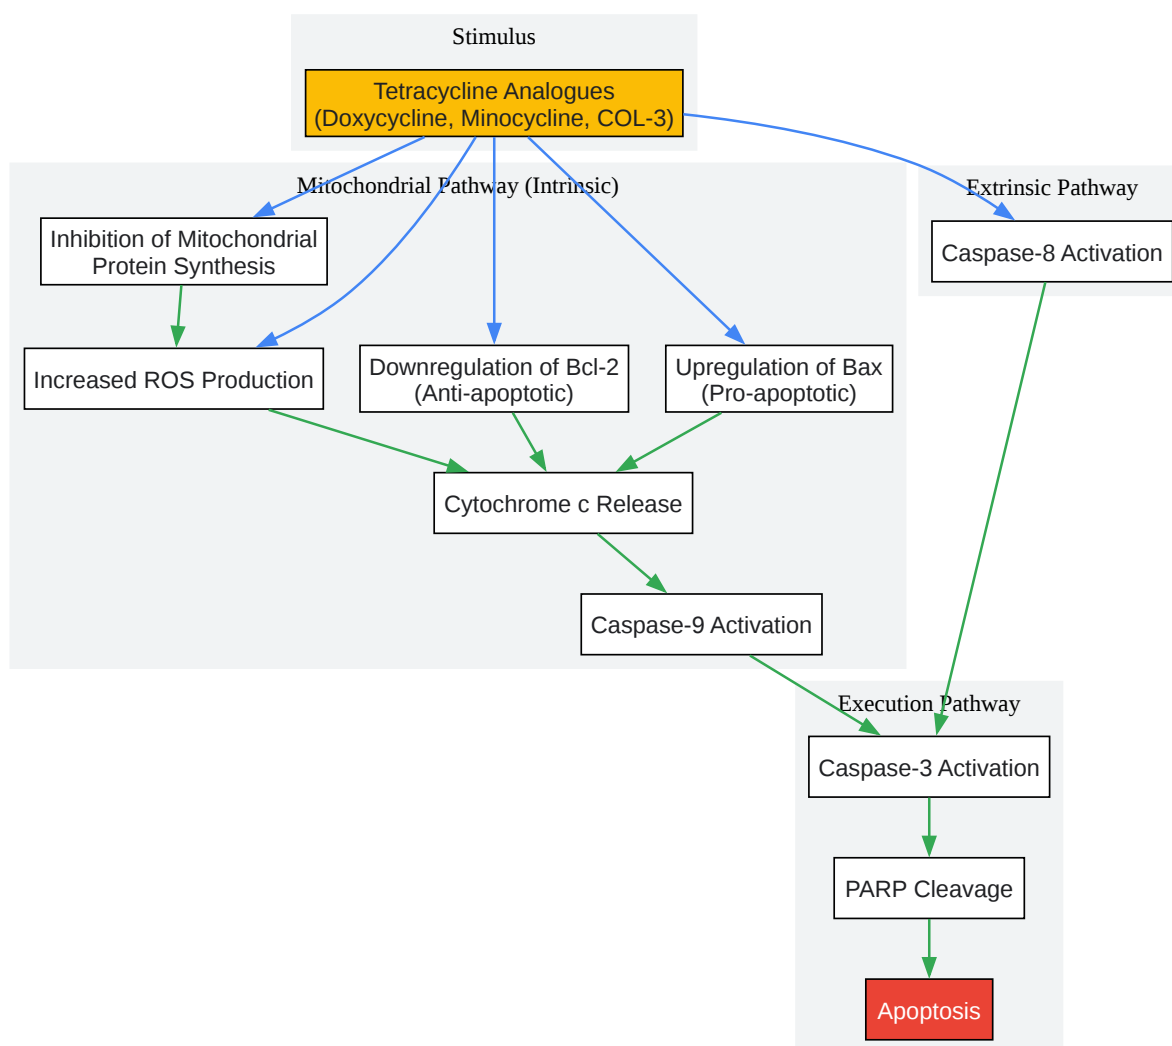 Stimulus
Tetracycline Analogues
(Doxycycline, Minocycline, COL-3)
Mitochondrial Pathway (Intrinsic)
Extrinsic Pathway
Inhibition of Mitochondrial
Protein Synthesis
Caspase-8 Activation
Increased ROS Production
Downregulation of Bcl-2
(Anti-apoptotic)
Upregulation of Bax
(Pro-apoptotic)
Cytochrome c Release
Caspase-9 Activation
Execution Pathway
Caspase-3 Activation
PARP Cleavage
Apoptosis